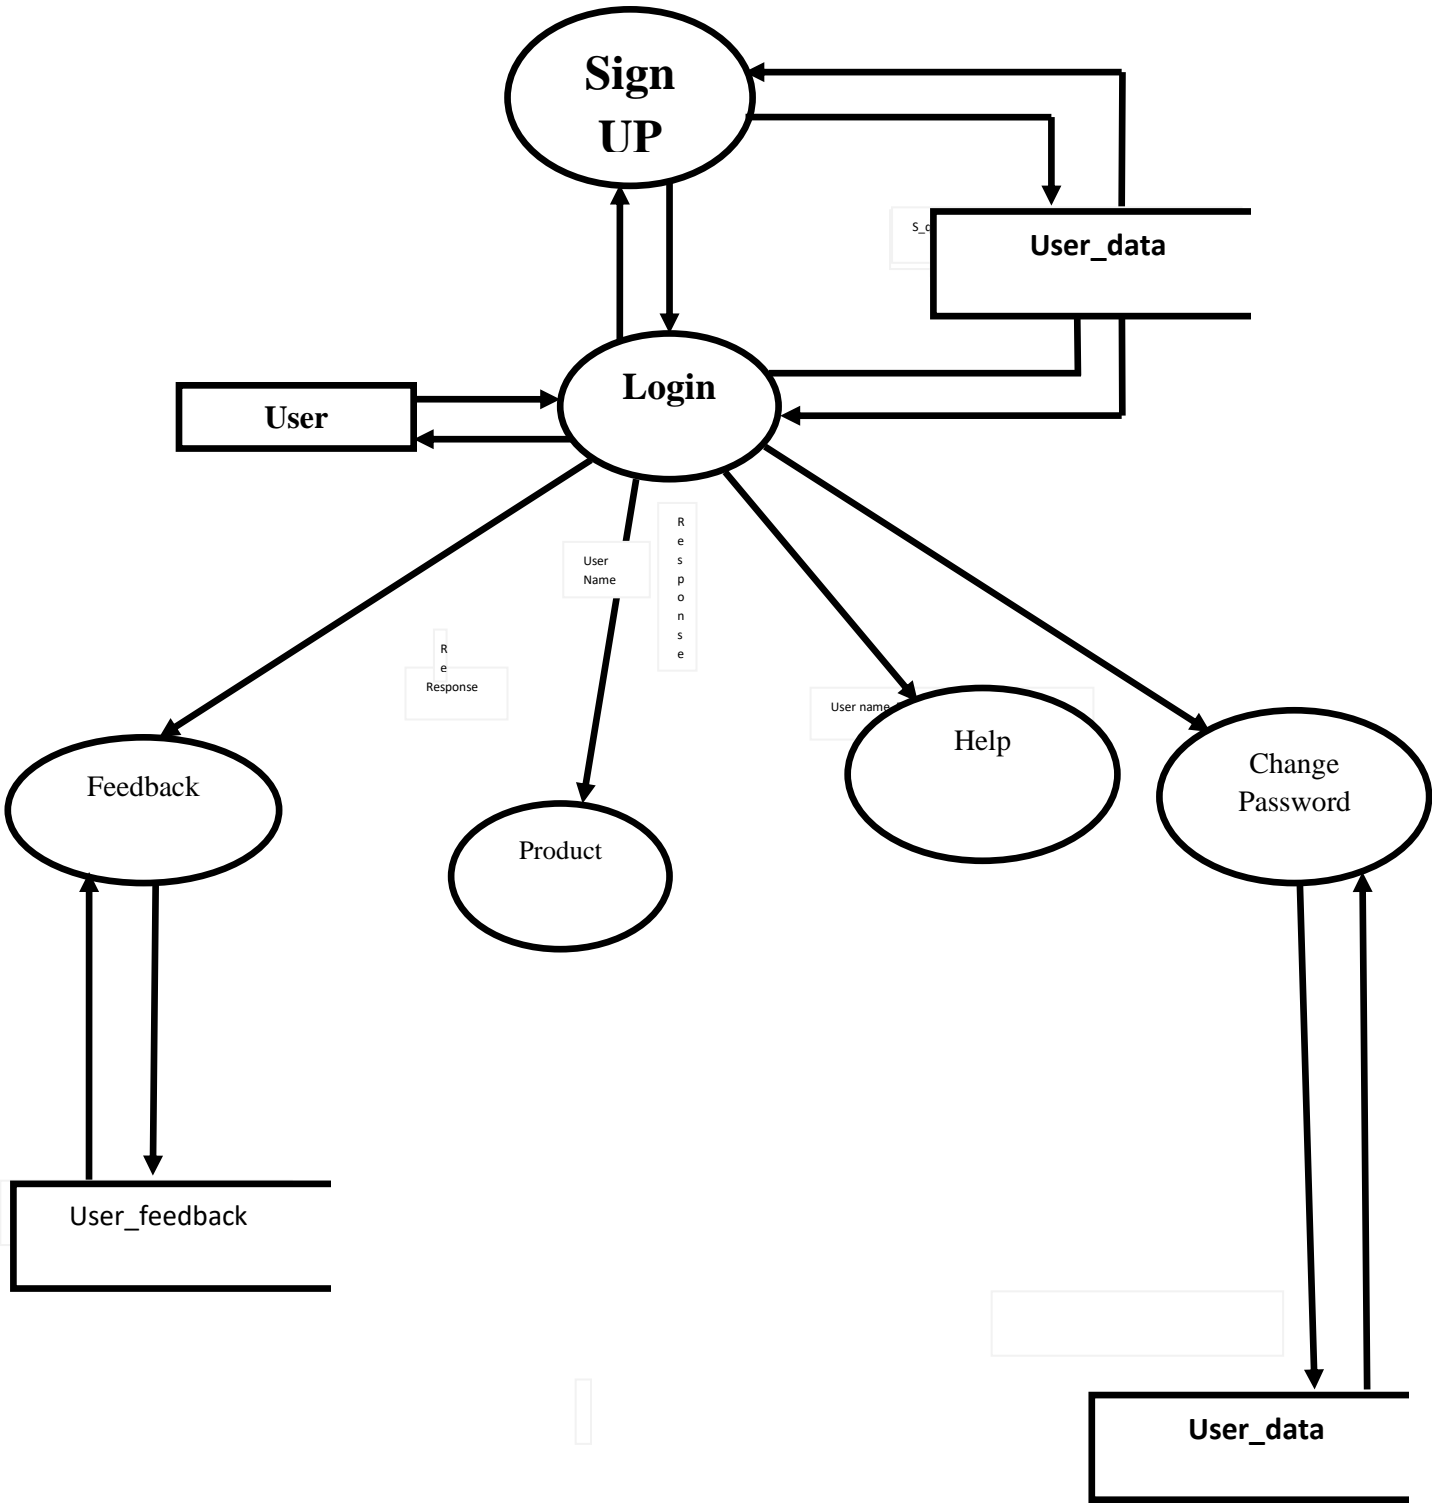 Sign
UP
User_data
Login
User
R
e
s
p
o
n
s
e
User
Name
R
e
Response
User name
Help
Change
Password
Feedback
Product
User_feedback
User_data